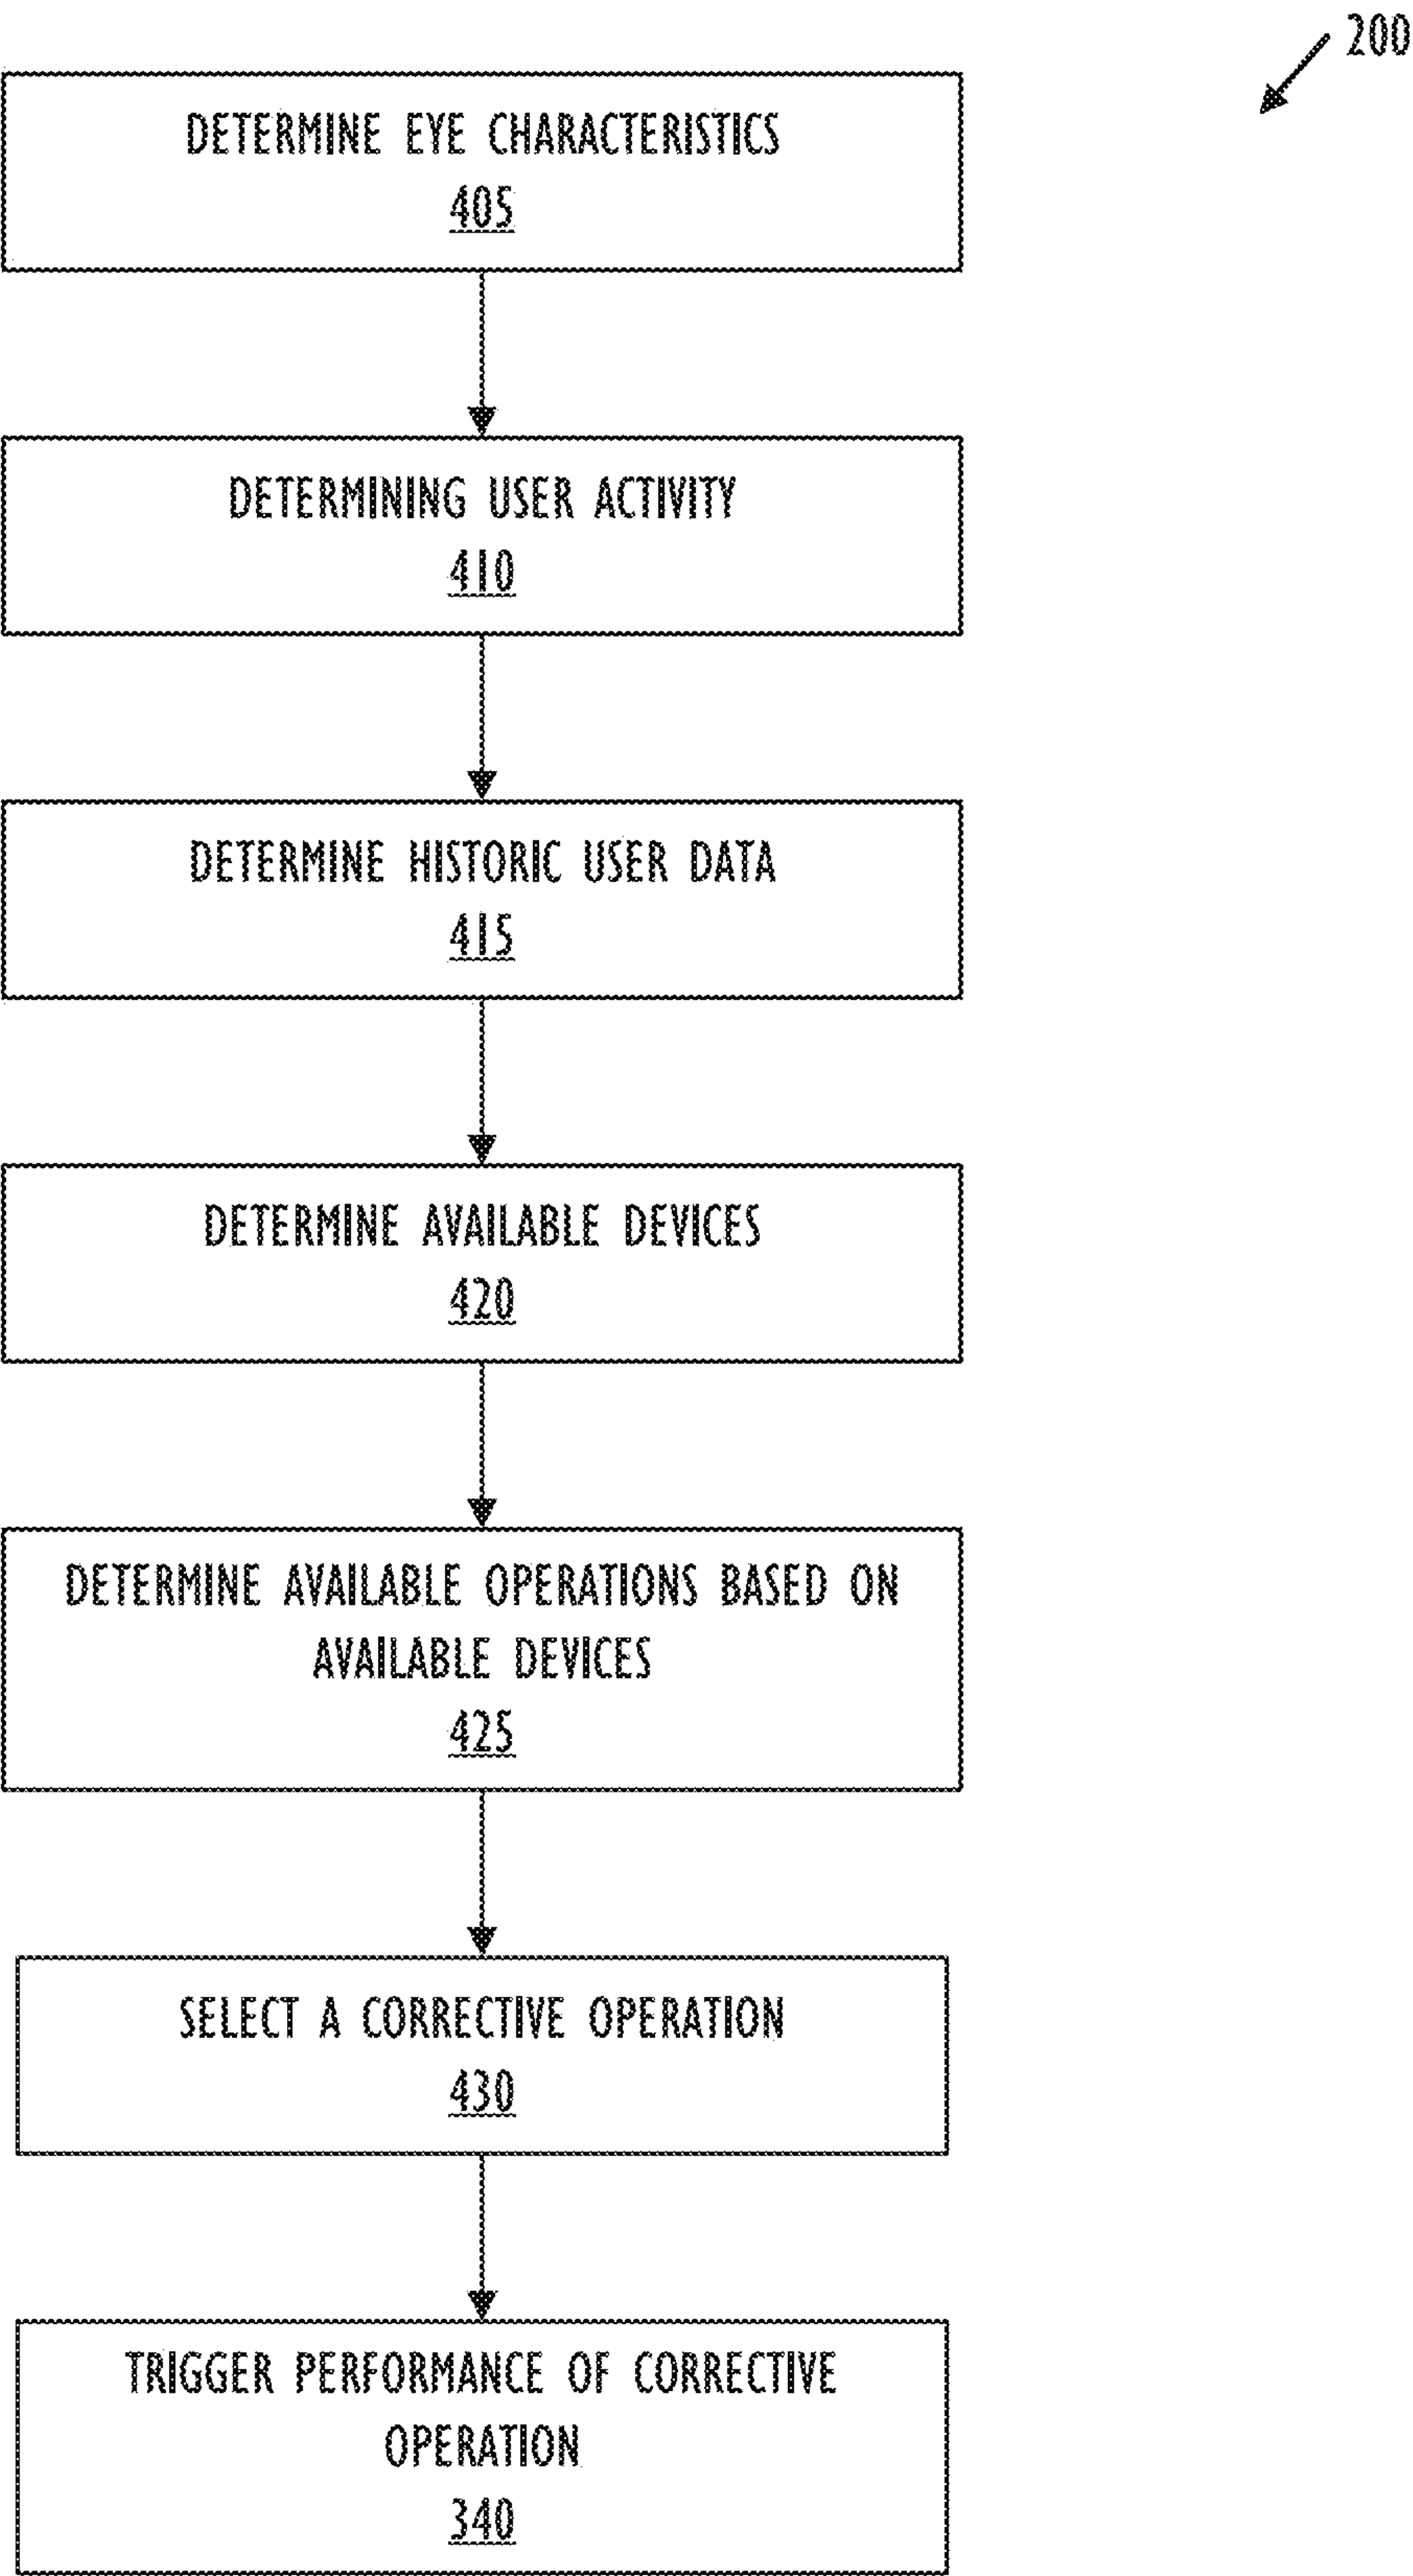 200
DETERMINE EYE CHARACTERISTICS
405
DETERMINING USER ACTIVITY
410
DETERMINE HISTORIC USER DATA
415
DETERMINE AVAILABLE DEVICES
420
DETERMINE AVAILABLE OPERATIONS BASED ON
AVAILABLE DEVICES
425
SELECT A CORRECTIVE OPERATION
430
TRIGGER PERFORMANCE OF CORRECTIVE
OPERATION
340